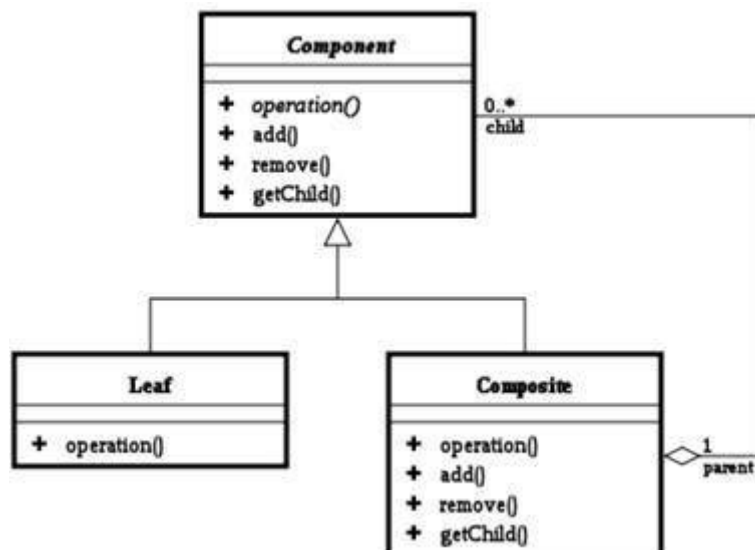 Component
+ operation()
+ add()
+ remove()
+ getChild()
0..*
child
Leaf
+ operation()
Composite
+ operation()
+ add()
+ remove()
+ getChild()
1
parent